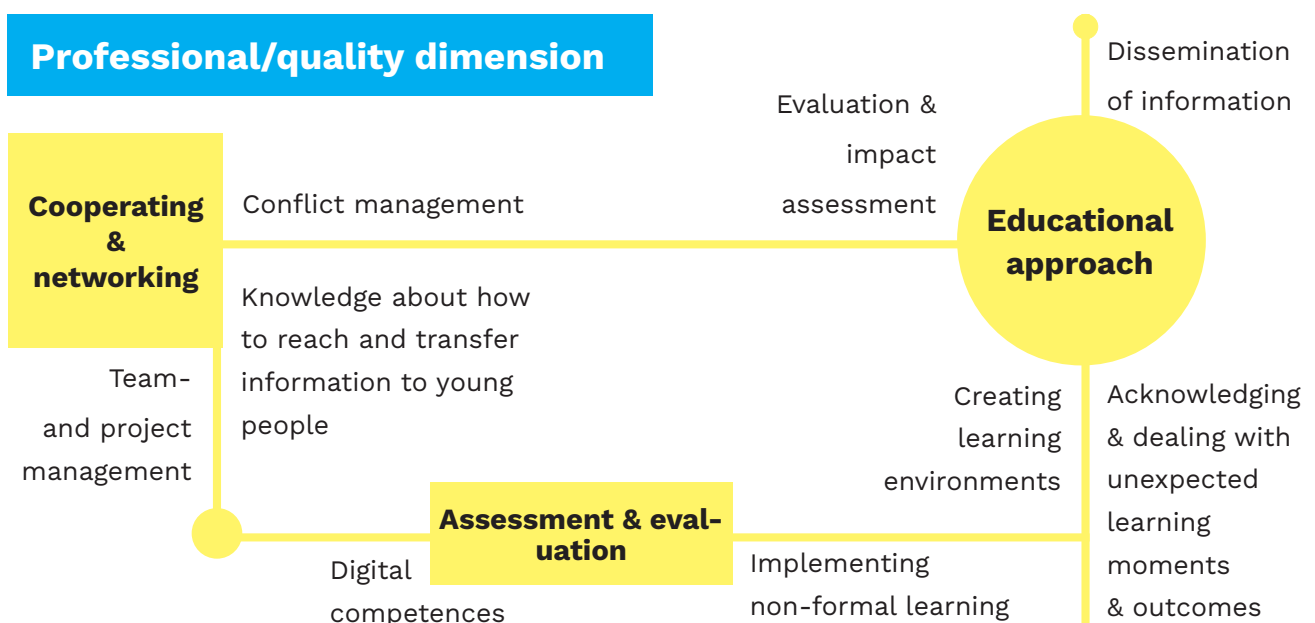 Professional/quality dimension
Dissemination
of information
Evaluation &
impact
assessment
Cooperating
&
networking
Conflict management
Educational
approach
Knowledge about how
to reach and transfer
information to young
people
Team-
and project
management
Creating
learning
environments
Acknowledging
& dealing with
unexpected
learning
moments
& outcomes
Assessment & eval-
uation
Digital
competences
Implementing
non-formal learning